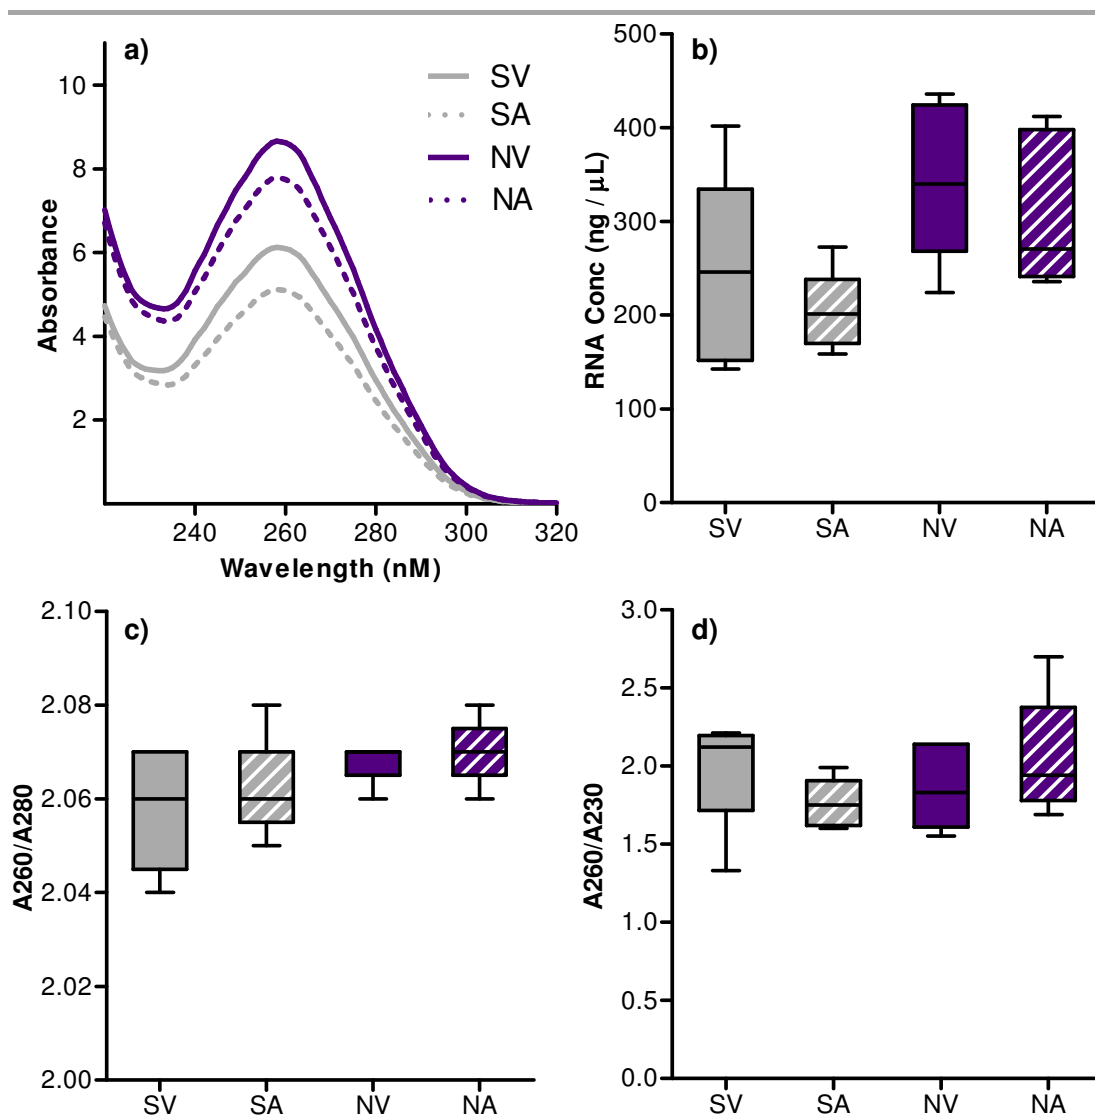 a)
SV
SA
NV
NA
10
8
6
4
2
Absorbance
240 260 280 300 320
Wavelength (nM)
b)
500
400
300
200
100
0
RNA Conc (ng / µL)
SV SA NV NA
c)
2.10
2.08
2.06
2.04
2.02
2.00
A260/A280
SV SA NV NA
d)
3.0
2.5
2.0
1.5
1.0
0.5
0.0
A260/A230
SV SA NV NA